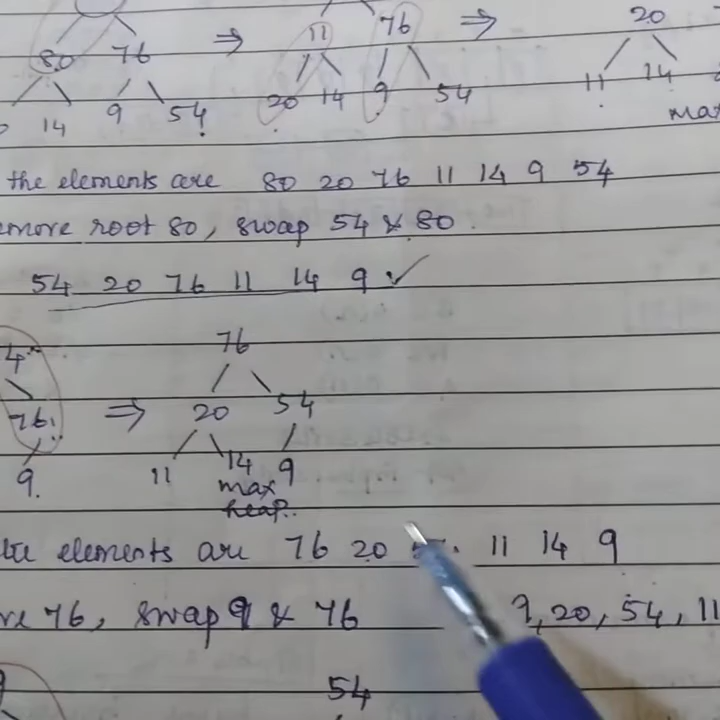 80 76 ⇒ 11 76 ⇒ 20
14 9 54 20 14 9 54 11 14
the elements are 80 20 76 11 14 9 54
remove root 80, swap 54 & 80.
54 20 76 11 14 9 ✓
76
76 ⇒ 20 54
9 11 14 9
max
heap.
elements are 76 20 11 14 9
76, swap 9 & 76 9, 20, 54, 11
54